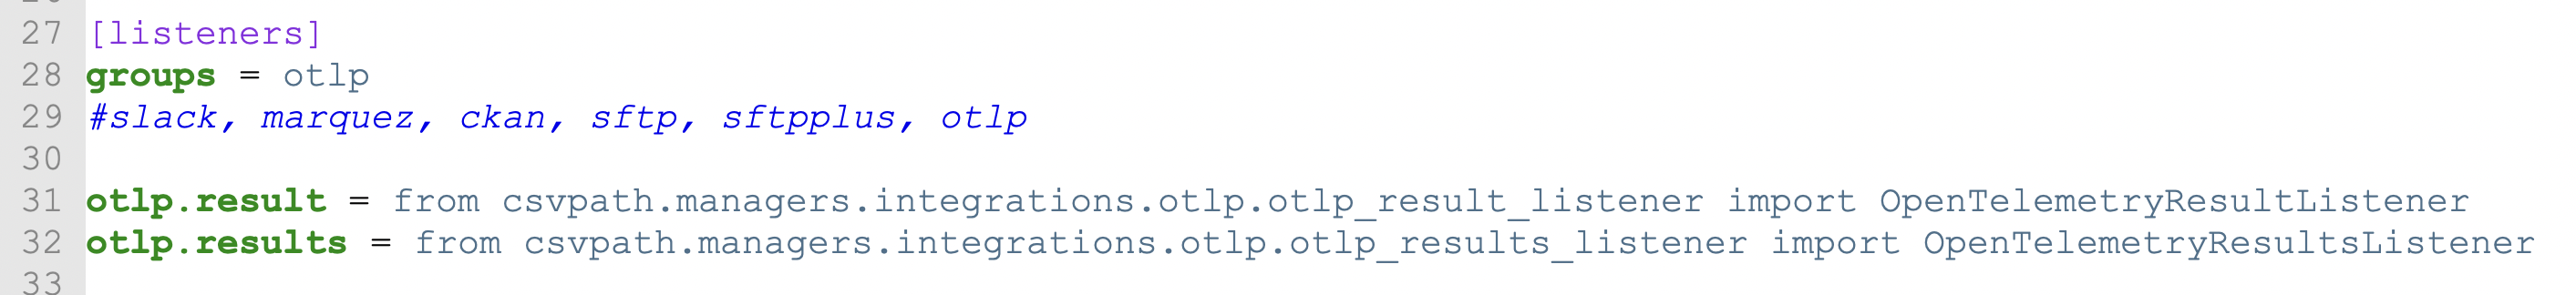 27 [listeners]
28 groups = otlp
29 #slack, marquez, ckan, sftp, sftpplus, otlp
30
31 otlp.result = from csvpath.managers.integrations.otlp.otlp_result_listener import OpenTelemetryResultListener
32 otlp.results = from csvpath.managers.integrations.otlp.otlp_results_listener import OpenTelemetryResultsListener
33